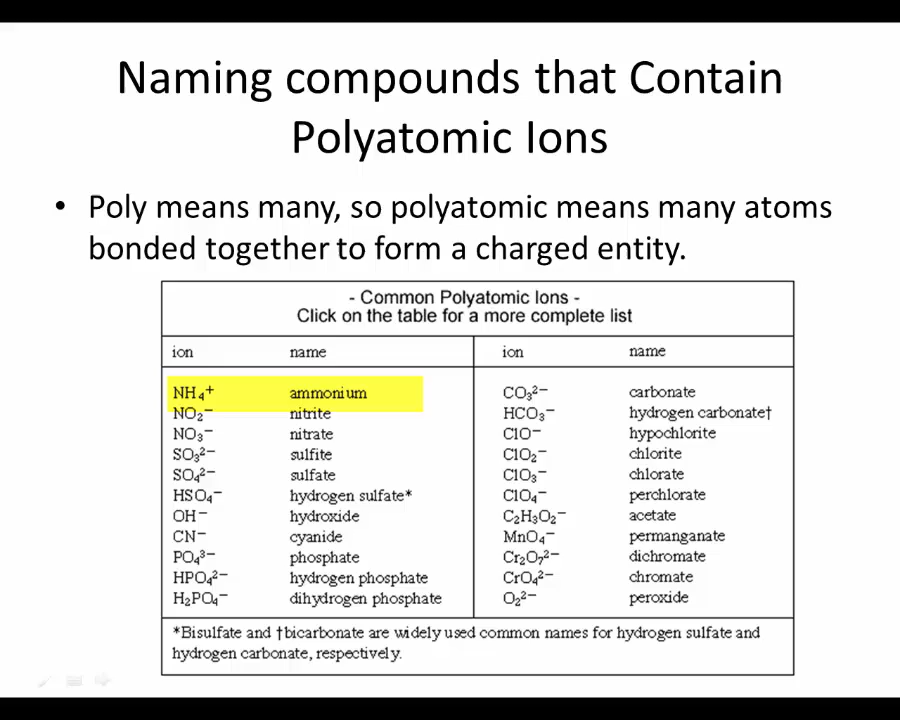 Naming compounds that Contain
Polyatomic Ions
• Poly means many, so polyatomic means many atoms
bonded together to form a charged entity.
- Common Polyatomic Ions -
Click on the table for a more complete list
ion name ion name
NH₄⁺ ammonium CO₃²⁻ carbonate
NO₂⁻ nitrite HCO₃⁻ hydrogen carbonate†
NO₃⁻ nitrate ClO⁻ hypochlorite
SO₃²⁻ sulfite ClO₂⁻ chlorite
SO₄²⁻ sulfate ClO₃⁻ chlorate
HSO₄⁻ hydrogen sulfate* ClO₄⁻ perchlorate
OH⁻ hydroxide C₂H₃O₂⁻ acetate
CN⁻ cyanide MnO₄⁻ permanganate
PO₄³⁻ phosphate Cr₂O₇²⁻ dichromate
HPO₄²⁻ hydrogen phosphate CrO₄²⁻ chromate
H₂PO₄⁻ dihydrogen phosphate O₂²⁻ peroxide
*Bisulfate and †bicarbonate are widely used common names for hydrogen sulfate and
hydrogen carbonate, respectively.